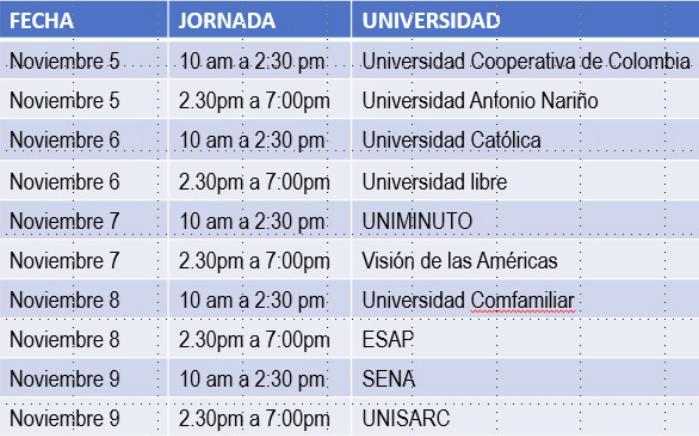 FECHA JORNADA UNIVERSIDAD
Noviembre 5 10 am a 2:30 pm Universidad Cooperativa de Colombia
Noviembre 5 2.30pm a 7:00pm Universidad Antonio Nariño
Noviembre 6 10 am a 2:30 pm Universidad Católica
Noviembre 6 2.30pm a 7:00pm Universidad libre
Noviembre 7 10 am a 2:30 pm UNIMINUTO
Noviembre 7 2.30pm a 7:00pm Visión de las Américas
Noviembre 8 10 am a 2:30 pm Universidad Comfamiliar
Noviembre 8 2.30pm a 7:00pm ESAP
Noviembre 9 10 am a 2:30 pm SENA
Noviembre 9 2.30pm a 7:00pm UNISARC